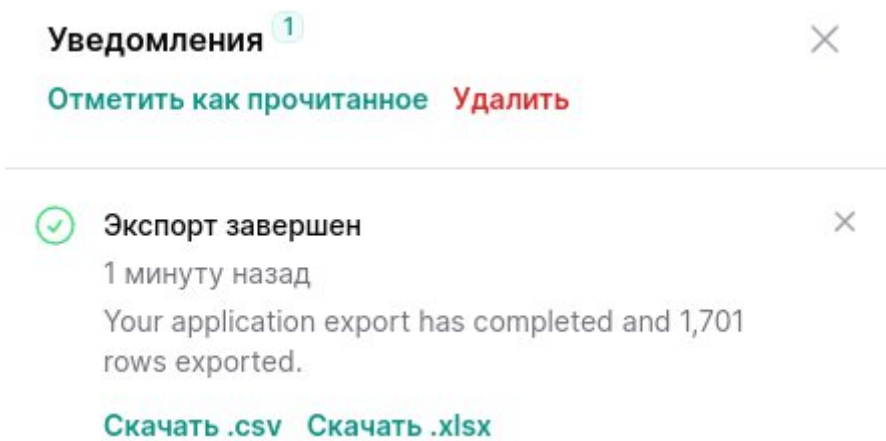 Уведомления 1
Отметить как прочитанное Удалить
Экспорт завершен
1 минуту назад
Your application export has completed and 1,701
rows exported.
Скачать .csv Скачать .xlsx